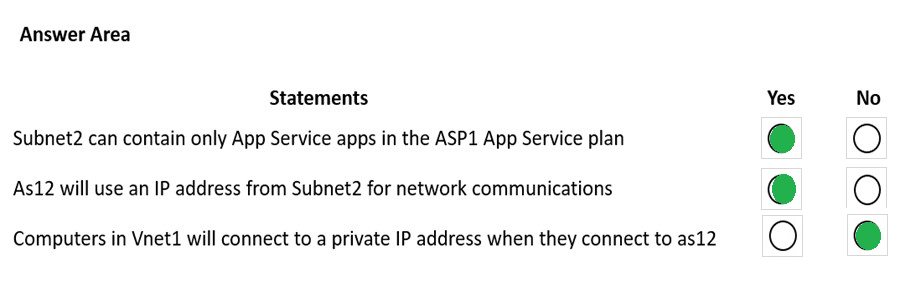 Answer Area
Statements Yes No
Subnet2 can contain only App Service apps in the ASP1 App Service plan
As12 will use an IP address from Subnet2 for network communications
Computers in Vnet1 will connect to a private IP address when they connect to as12